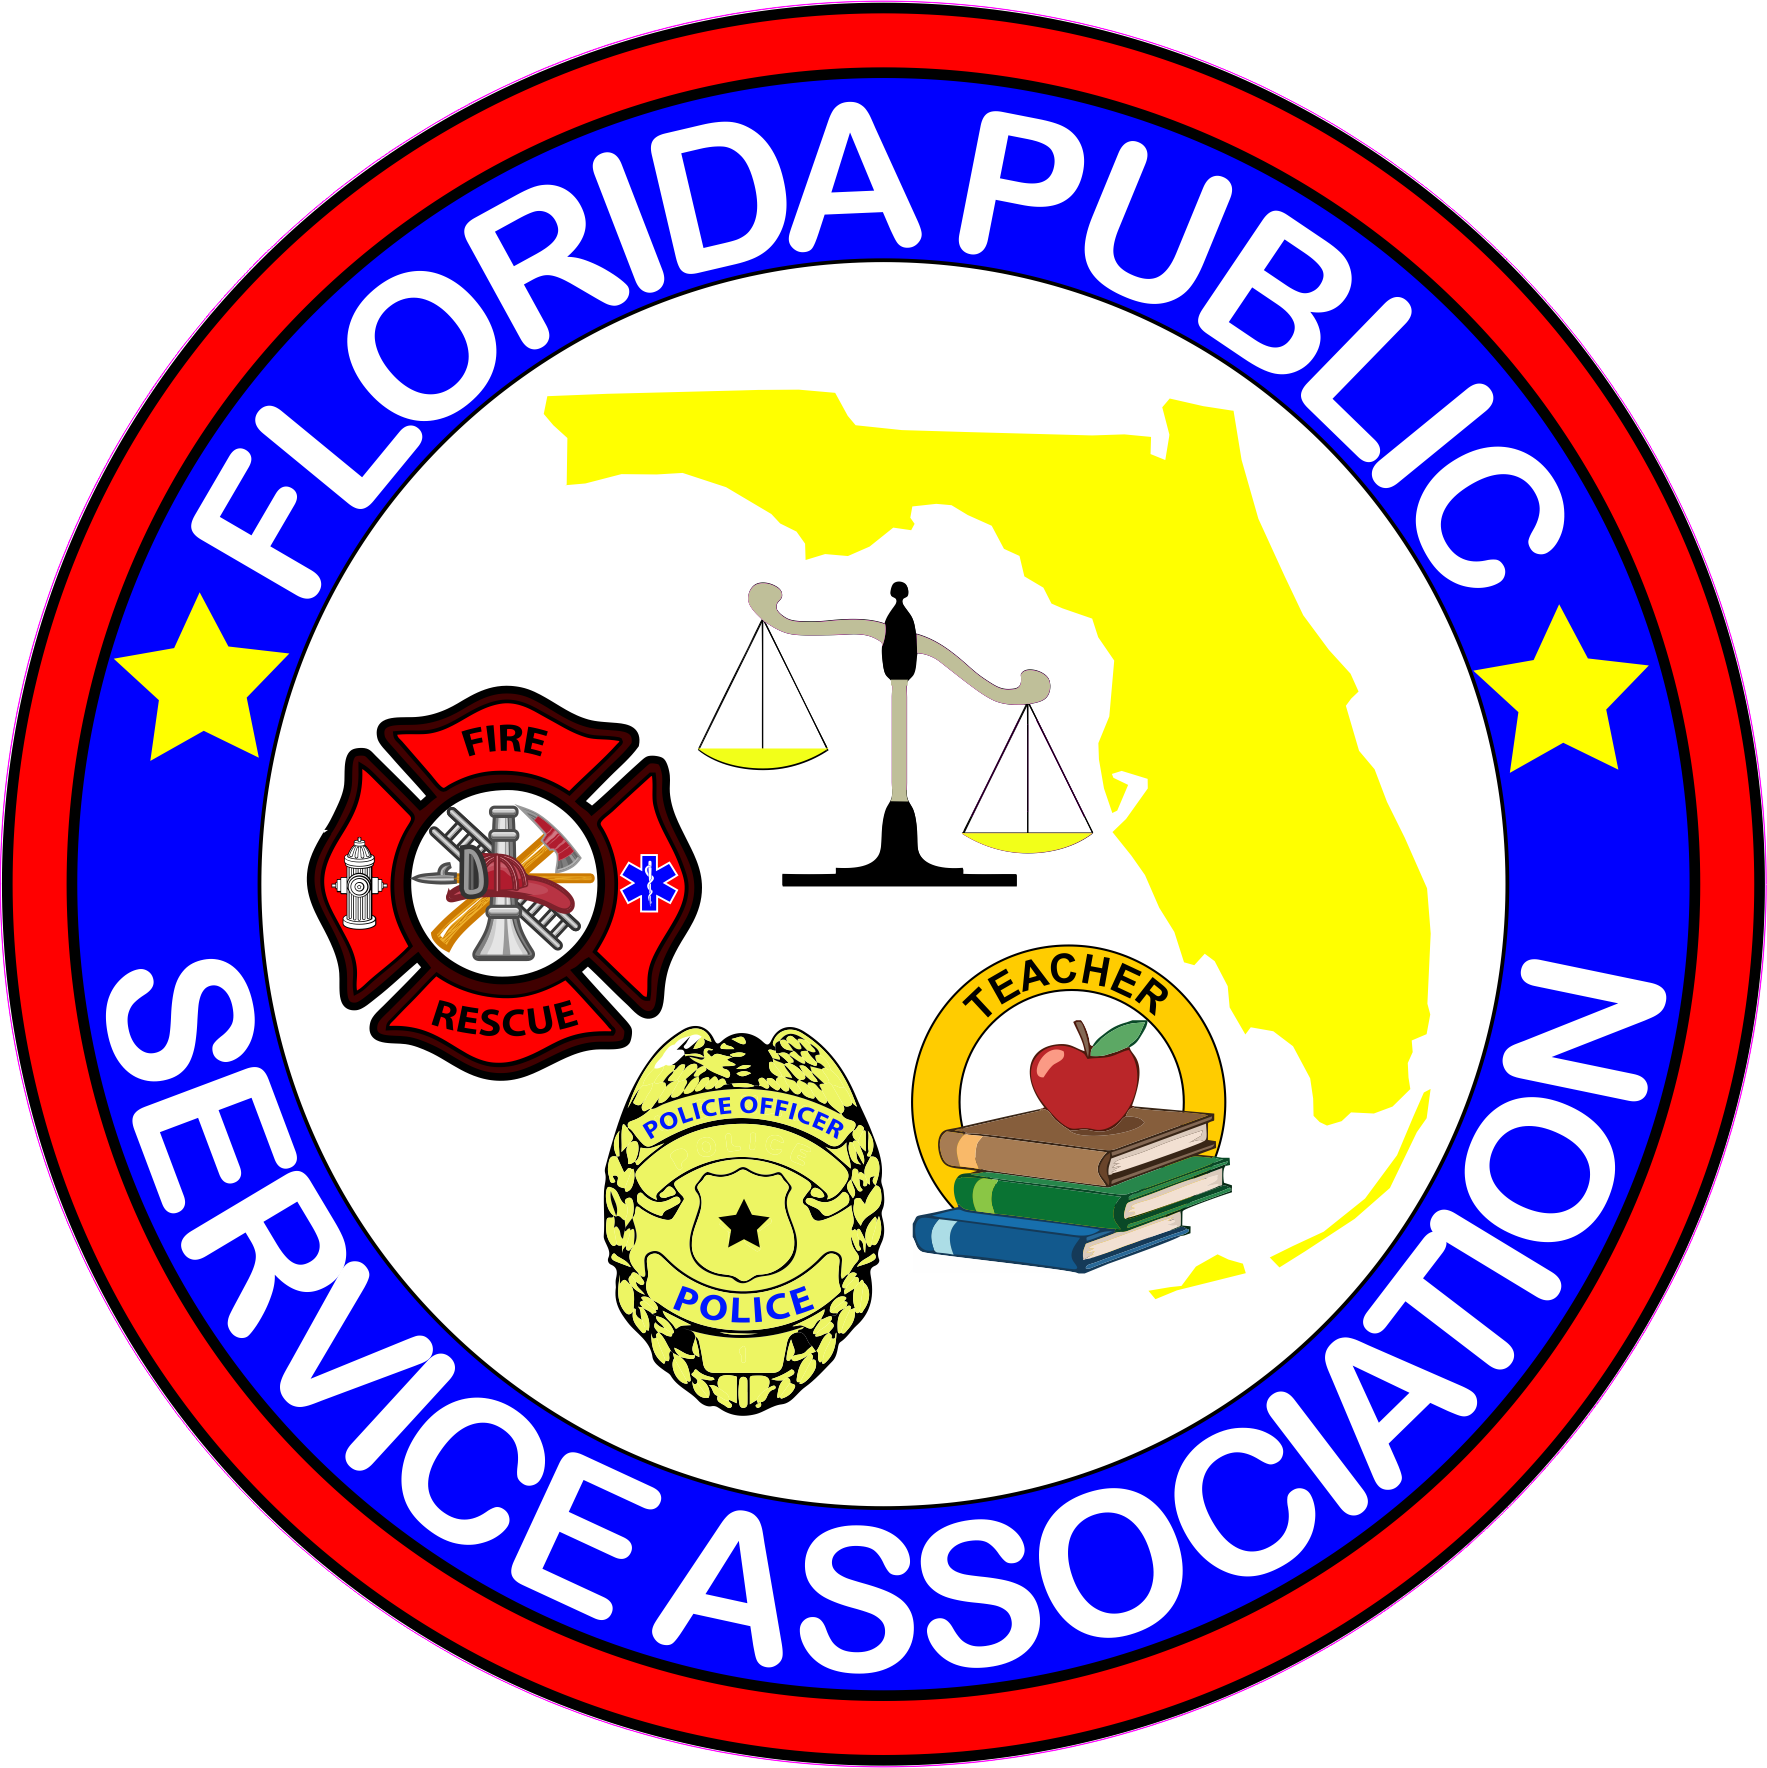 FLORIDA PUBLIC
SERVICE ASSOCIATION
FIRE
RESCUE
TEACHER
POLICE OFFICER
POLICE